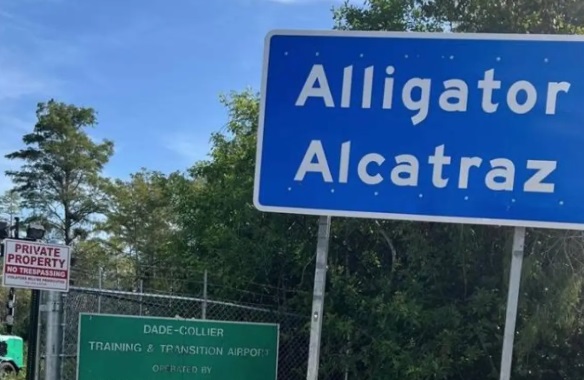 Alligator
Alcatraz
PRIVATE
PROPERTY
NO TRESPASSING
DADE-COLLIER
TRAINING & TRANSITION AIRPORT
OPERATED BY